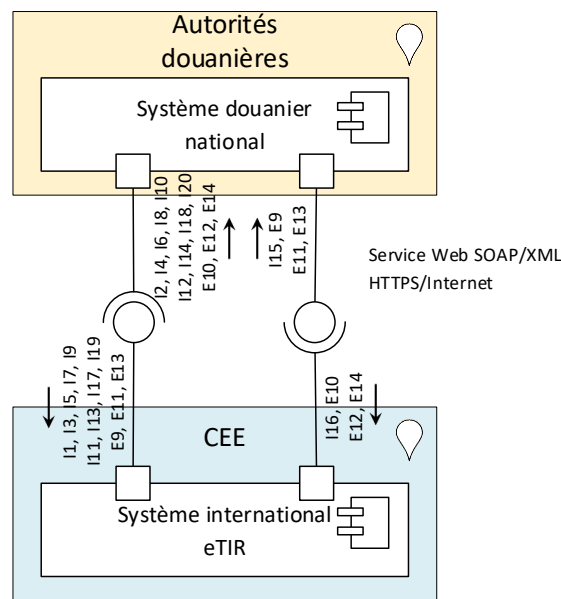 Autorités
douanières
Système douanier
national
I2, I4, I6, I8, I10
I12, I14, I18, I20
E10, E12, E14
I15, E9
E11, E13
Service Web SOAP/XML
HTTPS/Internet
I1, I3, I5, I7, I9
I11, I13, I17, I19
E9, E11, E13
I16, E10
E12, E14
CEE
Système international
eTIR